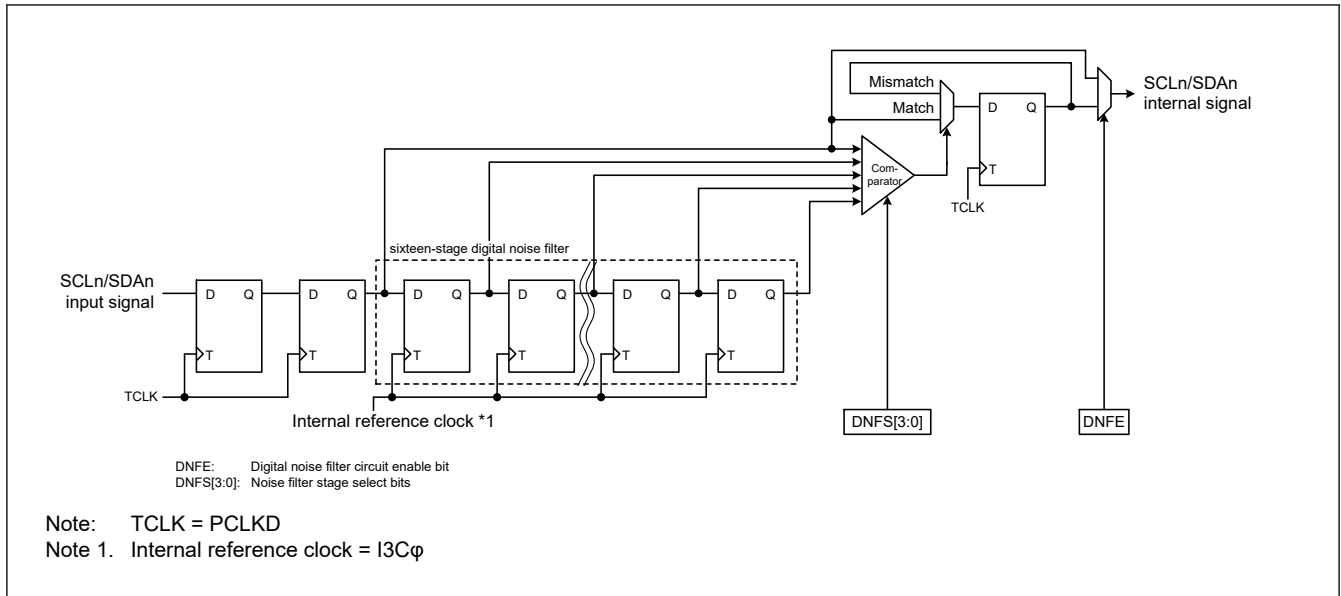 Mismatch
Match
D Q
T
TCLK
SCLn/SDAn
internal signal
Com-
parator
sixteen-stage digital noise filter
SCLn/SDAn
input signal
D Q
T
D Q
T
D Q
T
D Q
T
D Q
T
D Q
T
TCLK
Internal reference clock *1
DNFS[3:0]
DNFE
DNFE: Digital noise filter circuit enable bit
DNFS[3:0]: Noise filter stage select bits
Note: TCLK = PCLKD
Note 1. Internal reference clock = I3Cφ